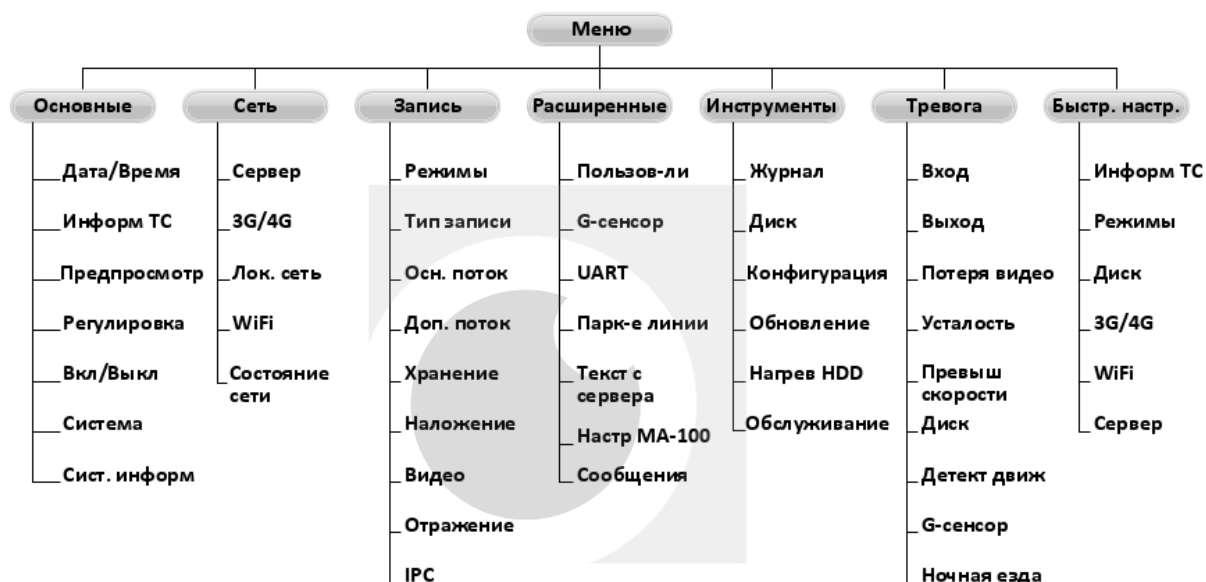 Меню
Основные
Дата/Время
Информ ТС
Предпросмотр
Регулировка
Вкл/Выкл
Система
Сист. информ
Сеть
Сервер
3G/4G
Лок. сеть
WiFi
Состояние
сети
Запись
Режимы
Тип записи
Осн. поток
Доп. поток
Хранение
Наложение
Видео
Отражение
IPC
Расширенные
Пользов-ли
G-сенсор
UART
Парк-е линии
Текст с
сервера
Настр МА-100
Сообщения
Инструменты
Журнал
Диск
Конфигурация
Обновление
Нагрев HDD
Обслуживание
Тревога
Вход
Выход
Потеря видео
Усталость
Превыш
скорости
Диск
Детект движ
G-сенсор
Ночная езда
Быстр. настр.
Информ ТС
Режимы
Диск
3G/4G
WiFi
Сервер